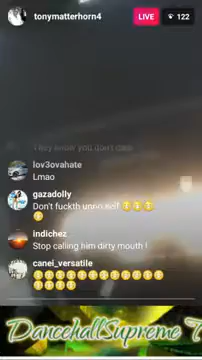 tonymatterhorn4
LIVE
122
They know you don't care
lov3ovahate
Lmao
gazadolly
Don't fuckth unno self
indichez
Stop calling him dirty mouth !
canei_versatile
DancehallSupreme T